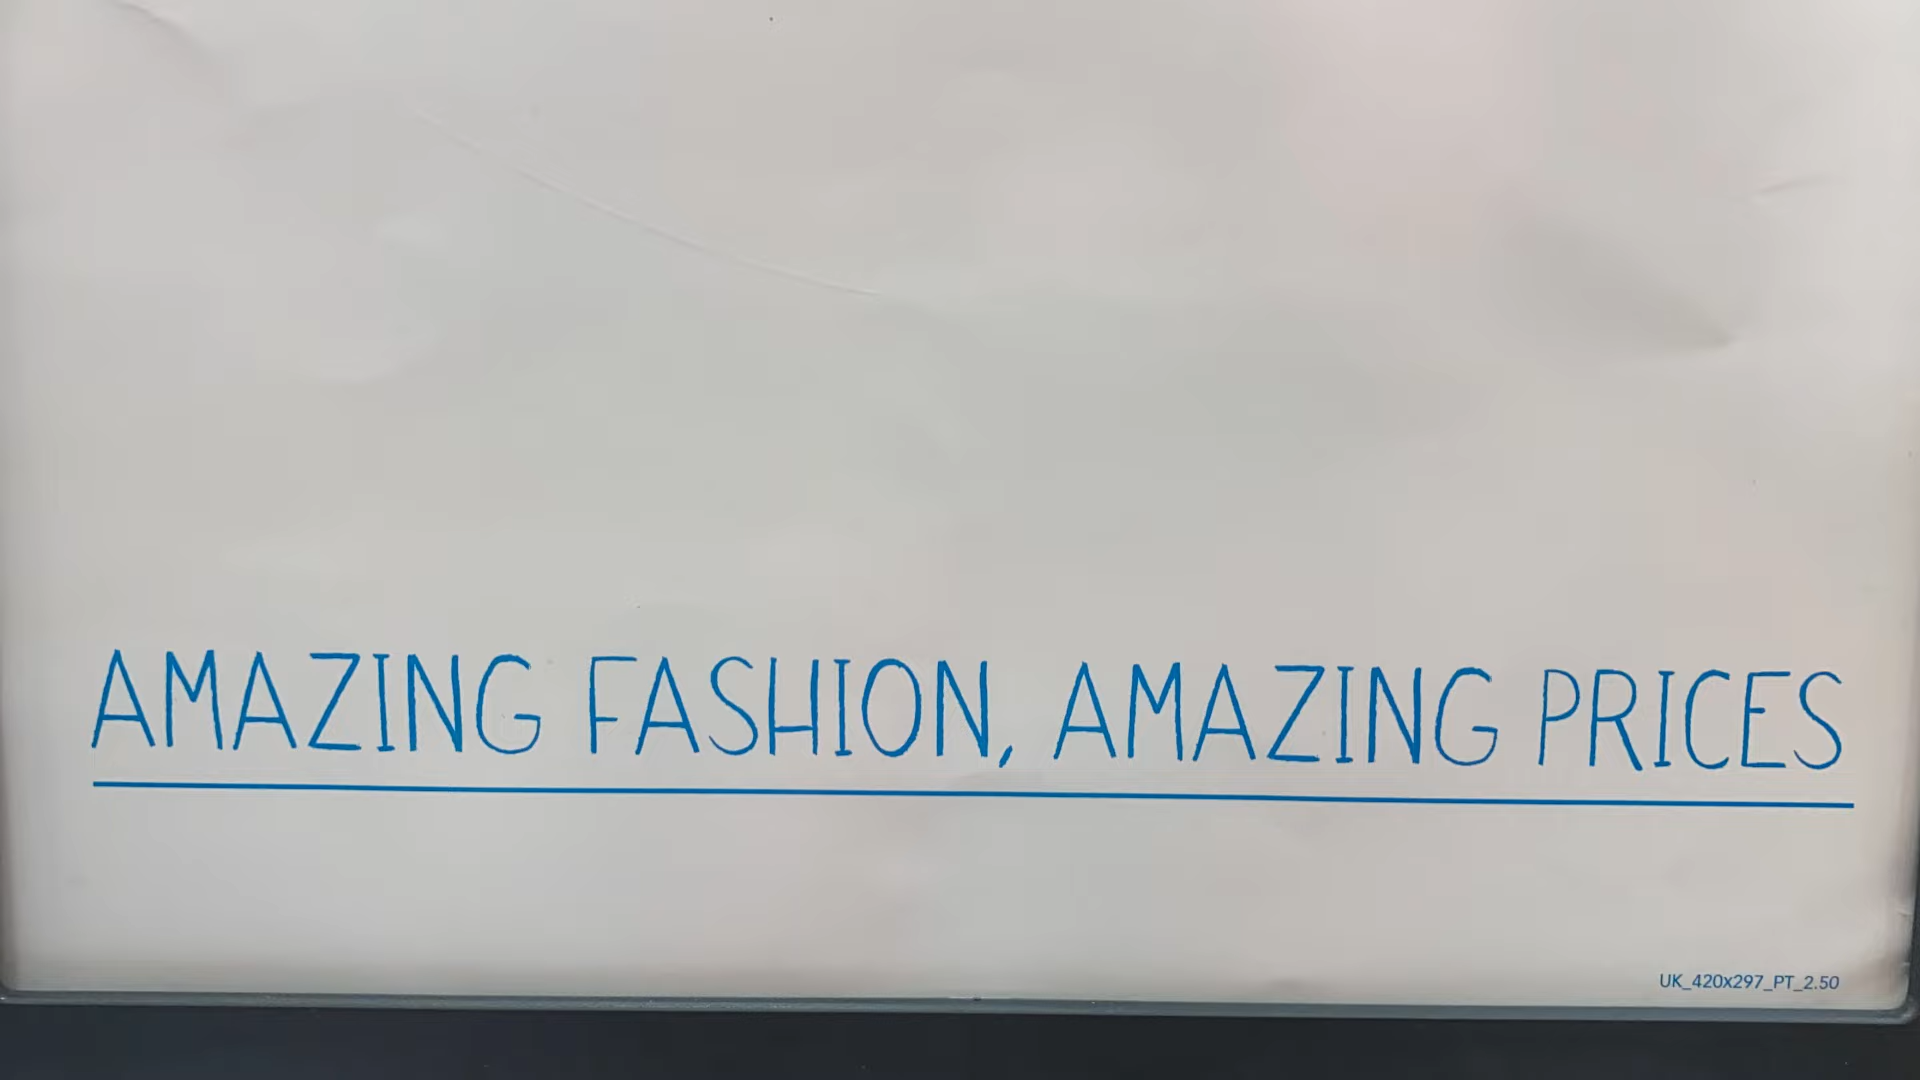 AMAZING FASHION, AMAZING PRICES
UK_420x297_PT_2.50